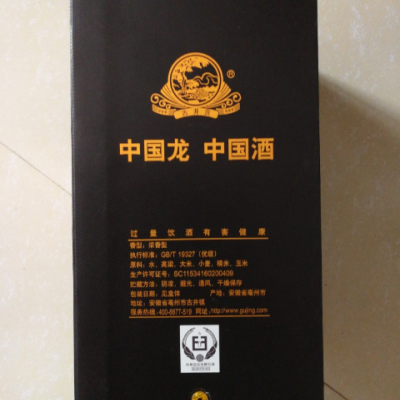 ®
古井贡
中国龙 中国酒
过量饮酒有害健康
香型：浓香型
执行标准：GB/T 19327（优级）
原料：水、高粱、大米、小麦、糯米、玉米
生产许可证号：SC11534160200409
贮藏方法：阴凉、避光、通风、干燥保存
包装日期：见盒体 产地：安徽省亳州市
地址：安徽省亳州市古井镇
服务热线：400-8877-519 网址：http://www.gujing.com